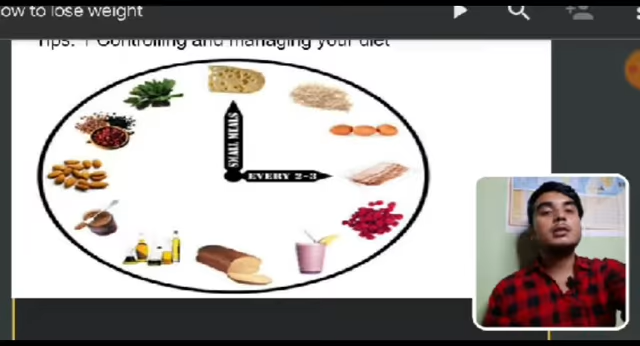 ow to lose weight
Tips: 1 Controlling and managing your diet
SMALL MEALS
EVERY 2-3